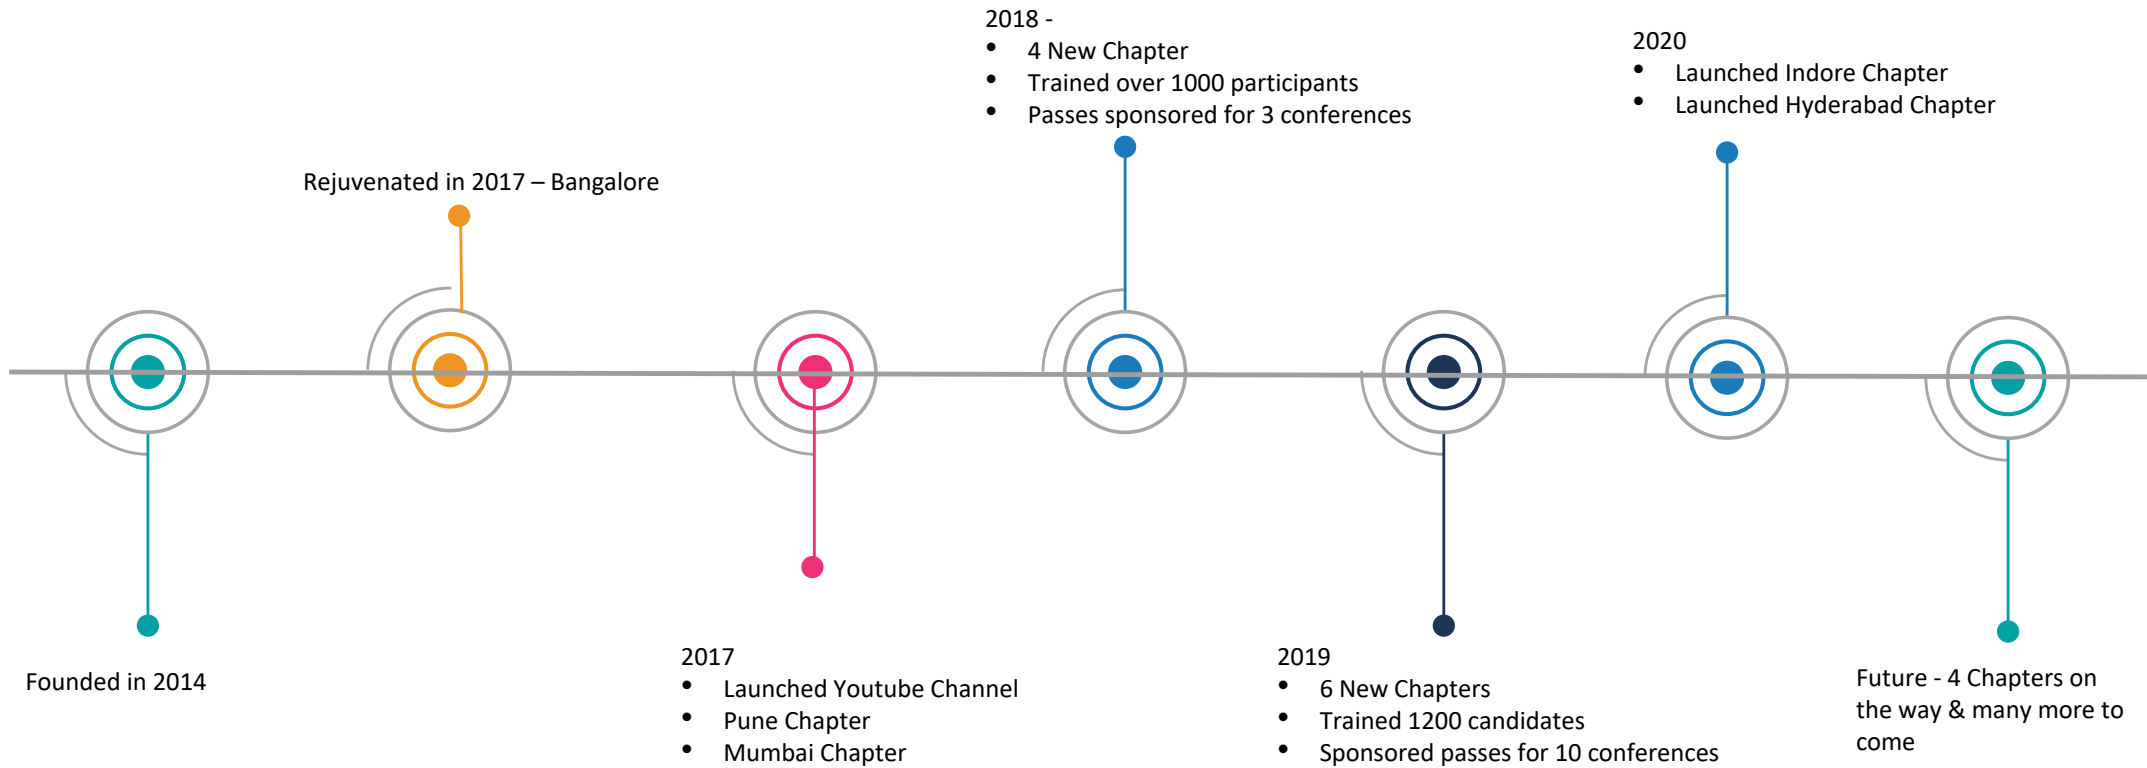 Founded in 2014
Rejuvenated in 2017 – Bangalore
2017
• Launched Youtube Channel
• Pune Chapter
• Mumbai Chapter
2018 -
• 4 New Chapter
• Trained over 1000 participants
• Passes sponsored for 3 conferences
2019
• 6 New Chapters
• Trained 1200 candidates
• Sponsored passes for 10 conferences
2020
• Launched Indore Chapter
• Launched Hyderabad Chapter
Future - 4 Chapters on
the way & many more to
come